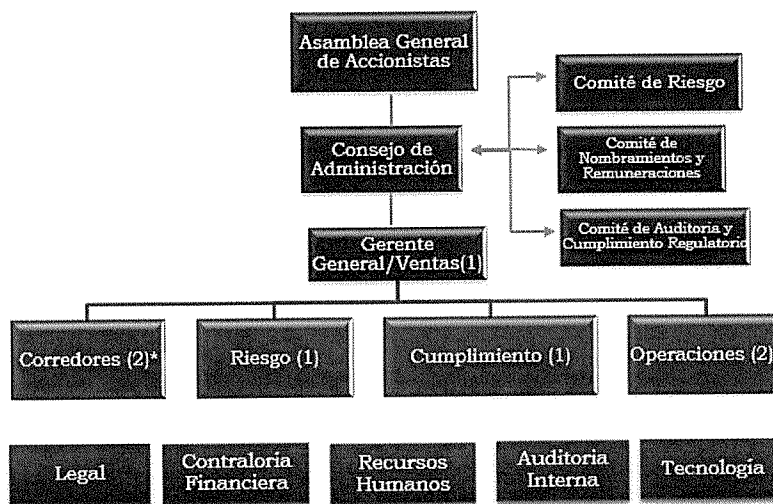 Asamblea General
de Accionistas
Comité de Riesgo
Consejo de
Administración
Comité de
Nombramientos y
Remuneraciones
Comité de Auditoria y
Cumplimiento Regulatorio
Gerente
General/Ventas(1)
Corredores (2)*
Riesgo (1)
Cumplimiento (1)
Operaciones (2)
Legal
Contraloria
Financiera
Recursos
Humanos
Auditoria
Interna
Tecnología